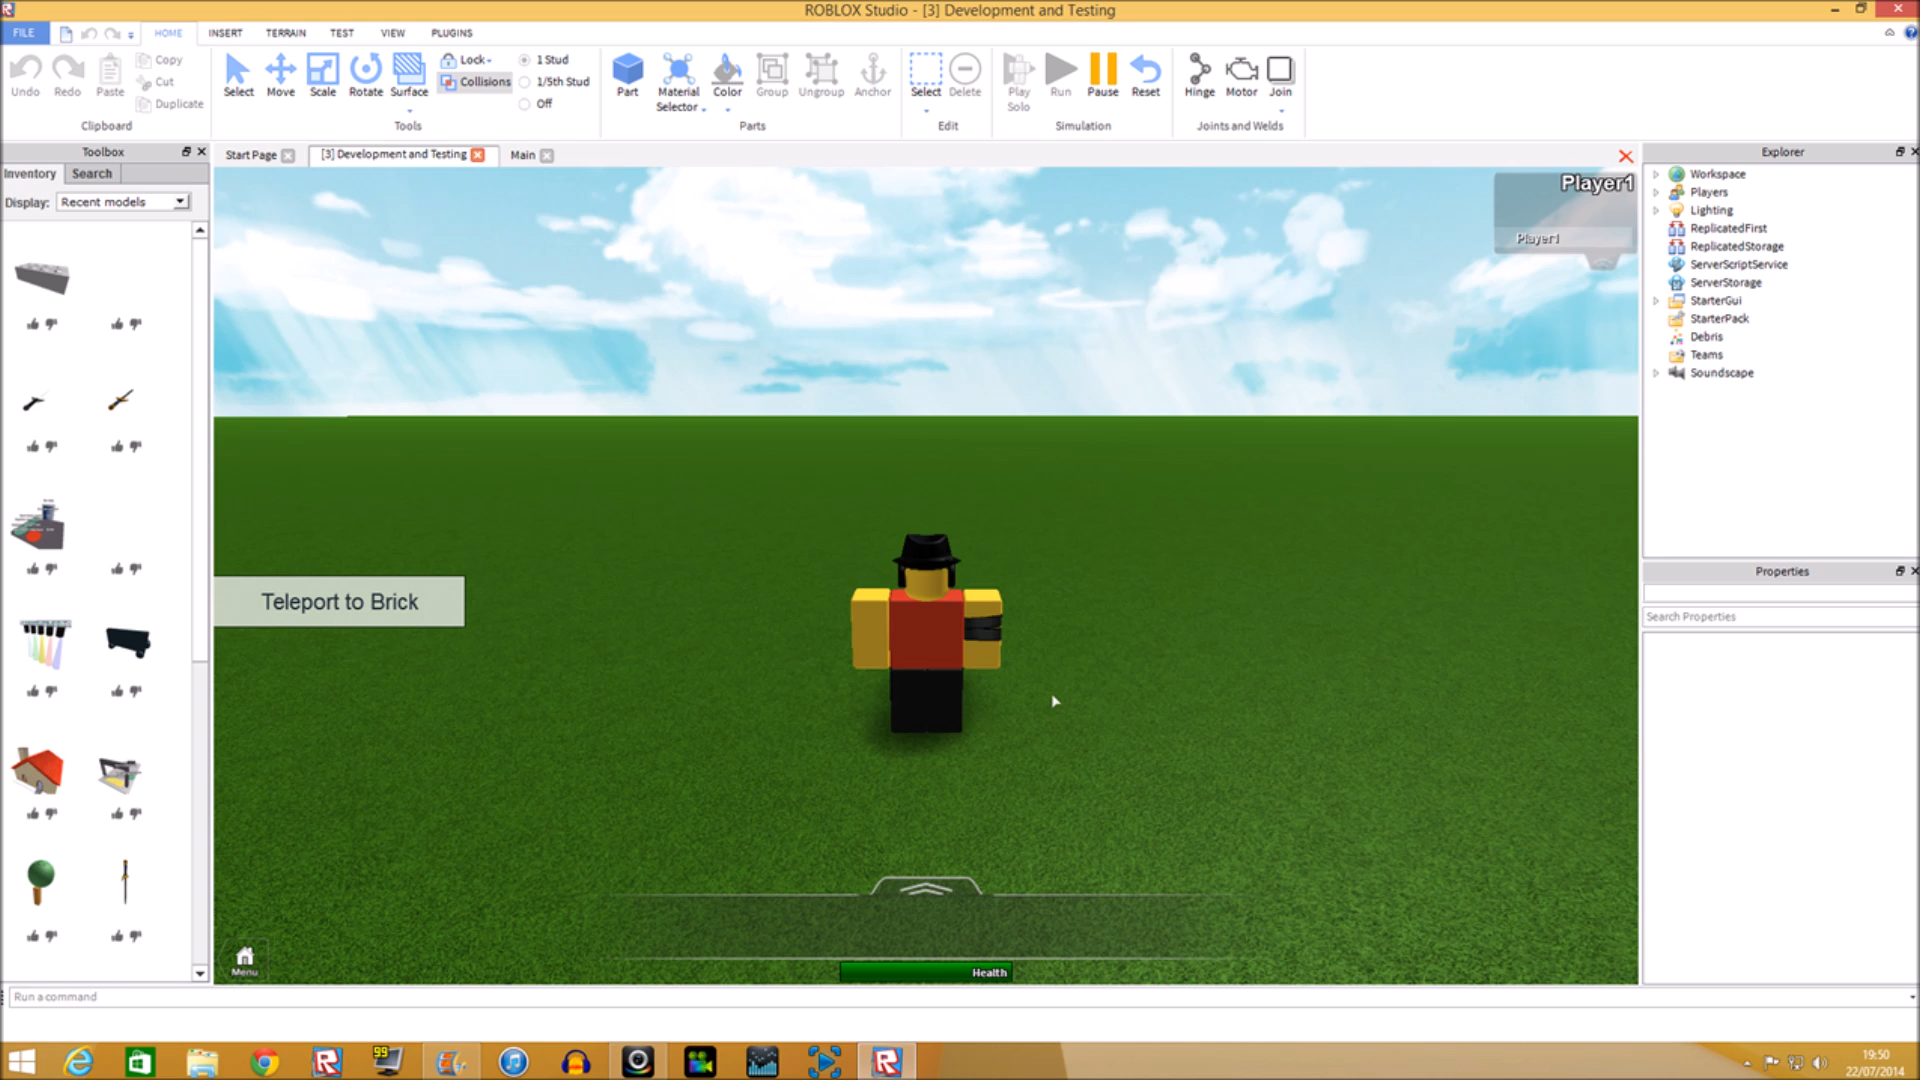 ROBLOX Studio - [3] Development and Testing
FILE HOME INSERT TERRAIN TEST VIEW PLUGINS
Undo Redo Paste Copy Cut Duplicate
Clipboard
Select Move Scale Rotate Surface Lock Collisions 1 Stud 1/5th Stud Off
Tools
Part Material Selector Color Group Ungroup Anchor
Parts
Select Delete
Edit
Play Solo Run Pause Reset
Simulation
Hinge Motor Join
Joints and Welds
Toolbox
Inventory Search
Display: Recent models
Start Page [3] Development and Testing Main
Player1
Player1
Teleport to Brick
Menu
Health
Explorer
Workspace
Players
Lighting
ReplicatedFirst
ReplicatedStorage
ServerScriptService
ServerStorage
StarterGui
StarterPack
Debris
Teams
Soundscape
Properties
Search Properties
Run a command
99
19:50
22/07/2014